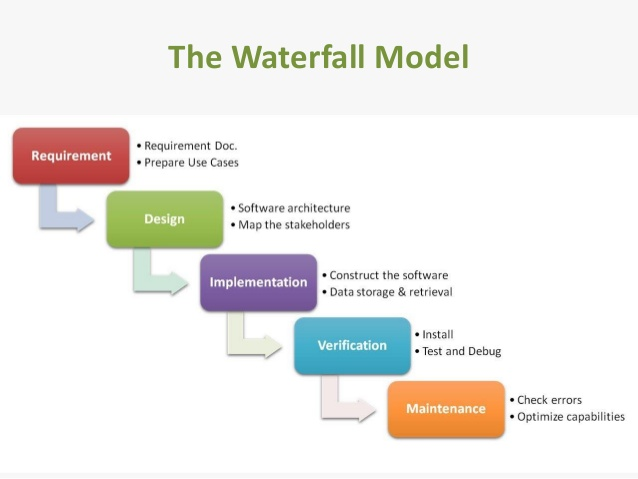 The Waterfall Model
Requirement
• Requirement Doc.
• Prepare Use Cases
Design
• Software architecture
• Map the stakeholders
Implementation
• Construct the software
• Data storage & retrieval
Verification
• Install
• Test and Debug
Maintenance
• Check errors
• Optimize capabilities